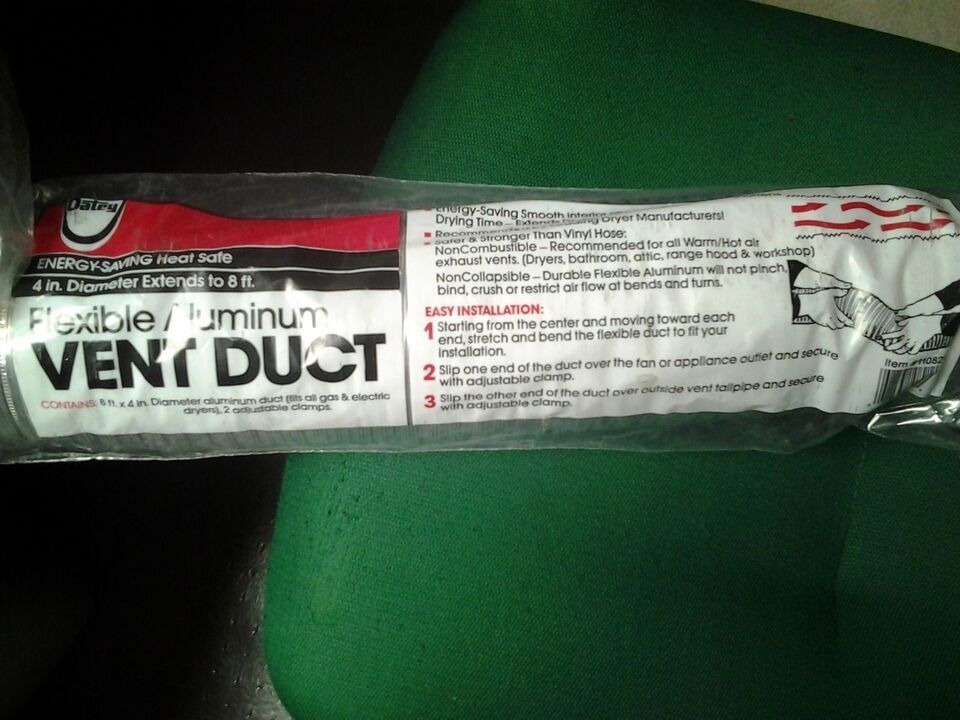 Oatey
ENERGY-SAVING Heat Safe
4 in. Diameter Extends to 8 ft.
Flexible Aluminum
VENT DUCT
CONTAINS: 8 ft. x 4 in. Diameter aluminum duct (fits all gas & electric
dryers), 2 adjustable clamps.
Energy-Saving Smooth Interior
Drying Time – Extends Dryer Manufacturers!
Recommended
Safer & Stronger Than Vinyl Hose:
NonCombustible – Recommended for all Warm/Hot air
exhaust vents. (Dryers, bathroom, attic, range hood & workshop)
NonCollapsible – Durable Flexible Aluminum will not pinch,
bind, crush or restrict air flow at bends and turns.
EASY INSTALLATION:
1 Starting from the center and moving toward each
end, stretch and bend the flexible duct to fit your
installation.
2 Slip one end of the duct over the fan or appliance outlet and secure
with adjustable clamp.
3 Slip the other end of the duct over outside vent tailpipe and secure
with adjustable clamp.
Item #